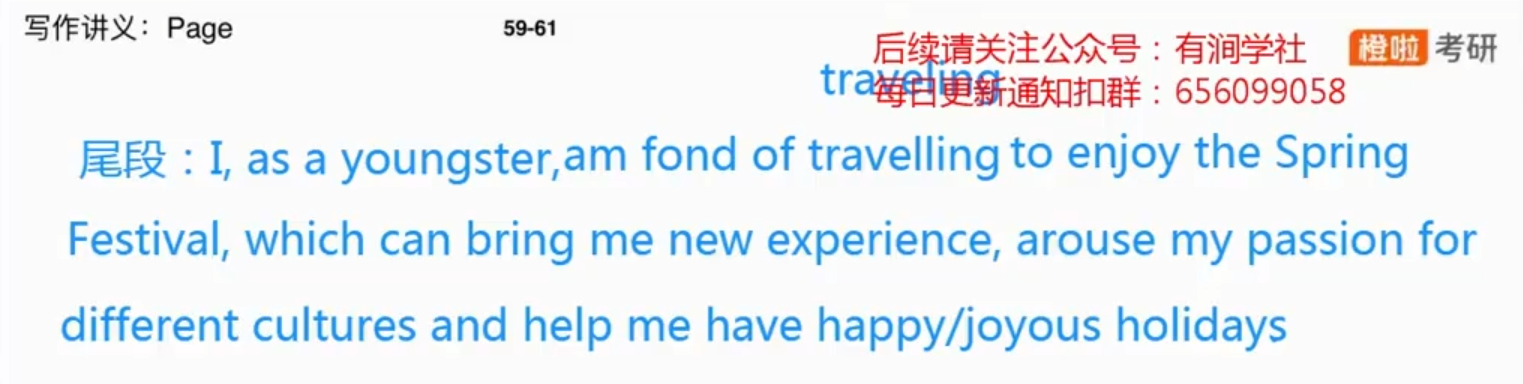 写作讲义：Page 59-61
后续请关注公众号：有涧学社
橙啦 考研
traveling
每日更新通知扣群：656099058
尾段：I, as a youngster,am fond of travelling to enjoy the Spring
Festival, which can bring me new experience, arouse my passion for
different cultures and help me have happy/joyous holidays